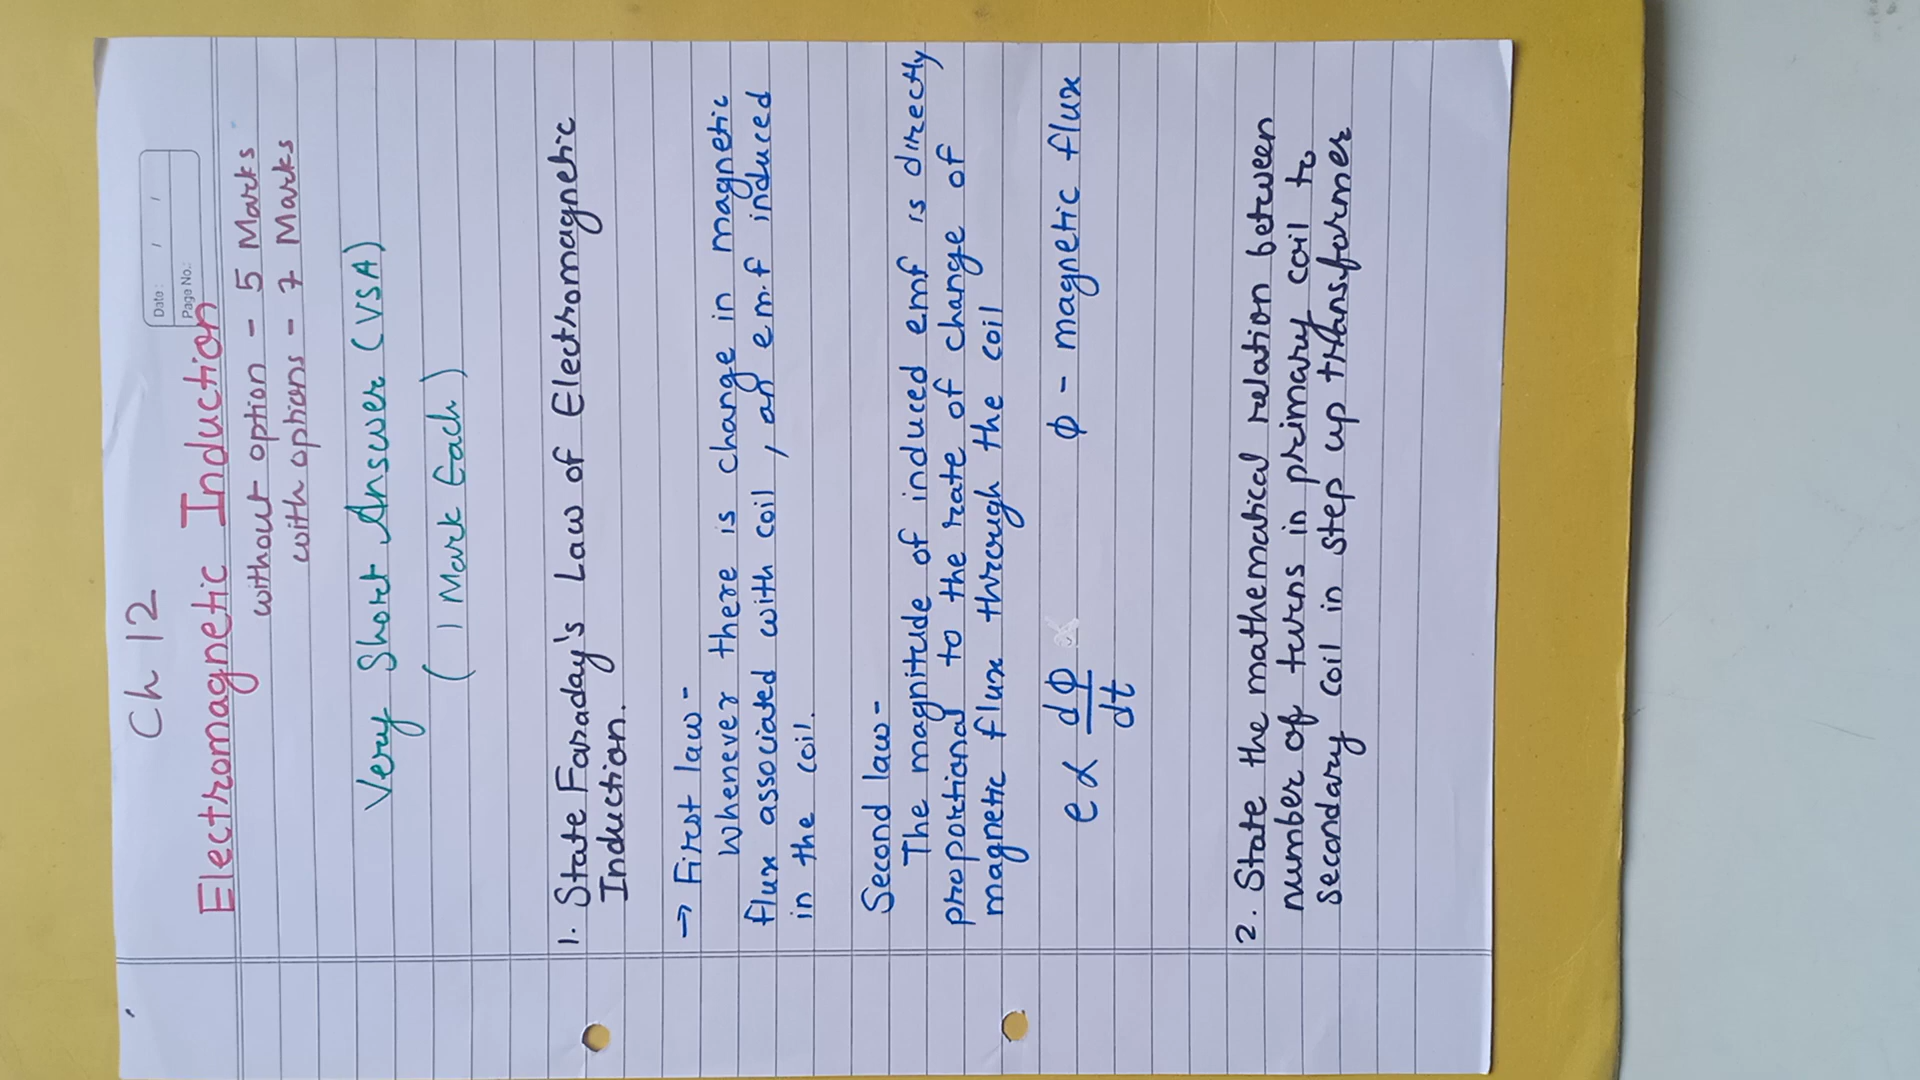 Ch 12
Date: / /
Page No.:
Electromagnetic Induction
without option - 5 Marks
with options - 7 Marks
Very Short Answer (VSA)
(1 Mark Each)
1. State Faraday's Law of Electromagnetic
Induction.
→ First law-
Whenever there is change in magnetic
flux associated with coil, an e.m.f induced
in the coil.
Second law-
The magnitude of induced emf is directly
proportional to the rate of change of
magnetic flux through the coil
e ∝ dφ/dt φ - magnetic flux
2. State the mathematical relation between
number of turns in primary coil to
secondary coil in step up transformer